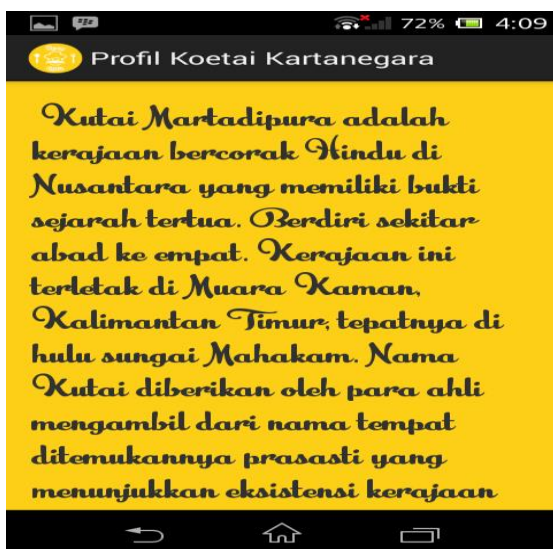 72% 4:09
Profil Koetai Kartanegara
Kutai Martadipura adalah
kerajaan bercorak Hindu di
Nusantara yang memiliki bukti
sejarah tertua. Berdiri sekitar
abad ke empat. Kerajaan ini
terletak di Muara Kaman,
Kalimantan Timur, tepatnya di
hulu sungai Mahakam. Nama
Kutai diberikan oleh para ahli
mengambil dari nama tempat
ditemukannya prasasti yang
menunjukkan eksistensi kerajaan